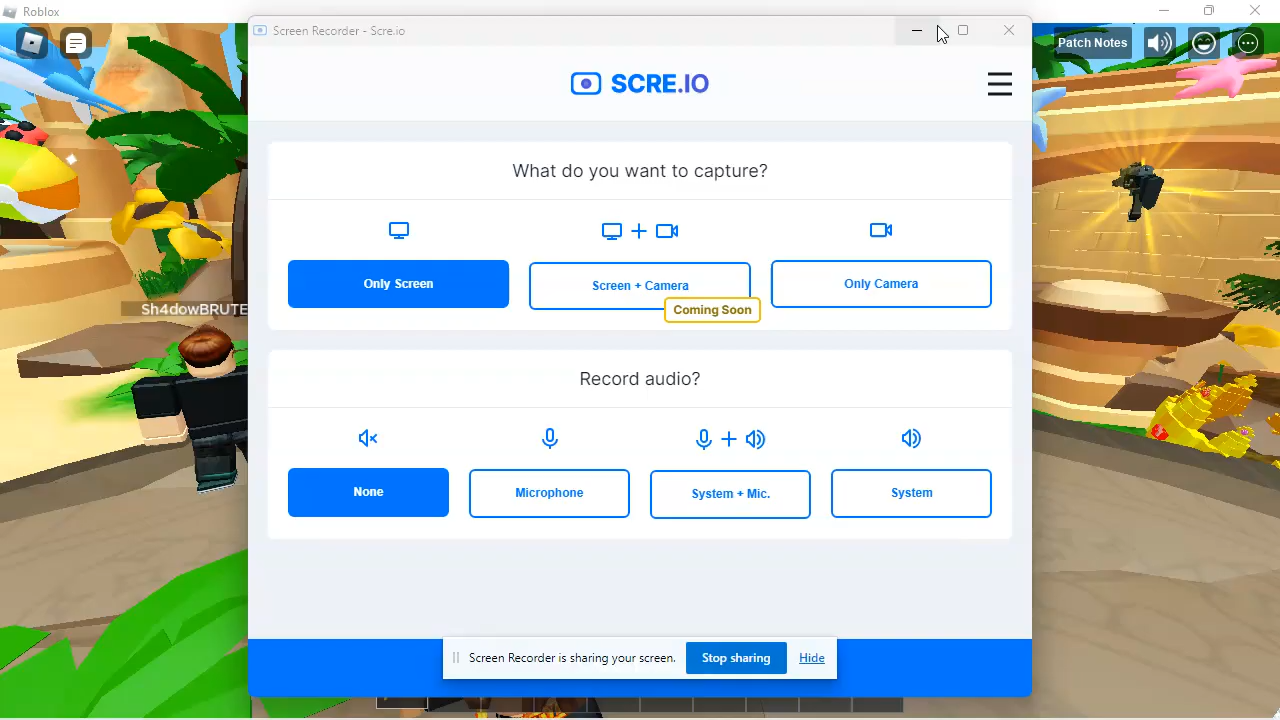 Roblox
Screen Recorder - Scre.io
Patch Notes
SCRE.IO
What do you want to capture?
Only Screen
Screen + Camera
Only Camera
Coming Soon
Sh4dowBRUTE
Record audio?
None
Microphone
System + Mic.
System
Screen Recorder is sharing your screen.
Stop sharing
Hide